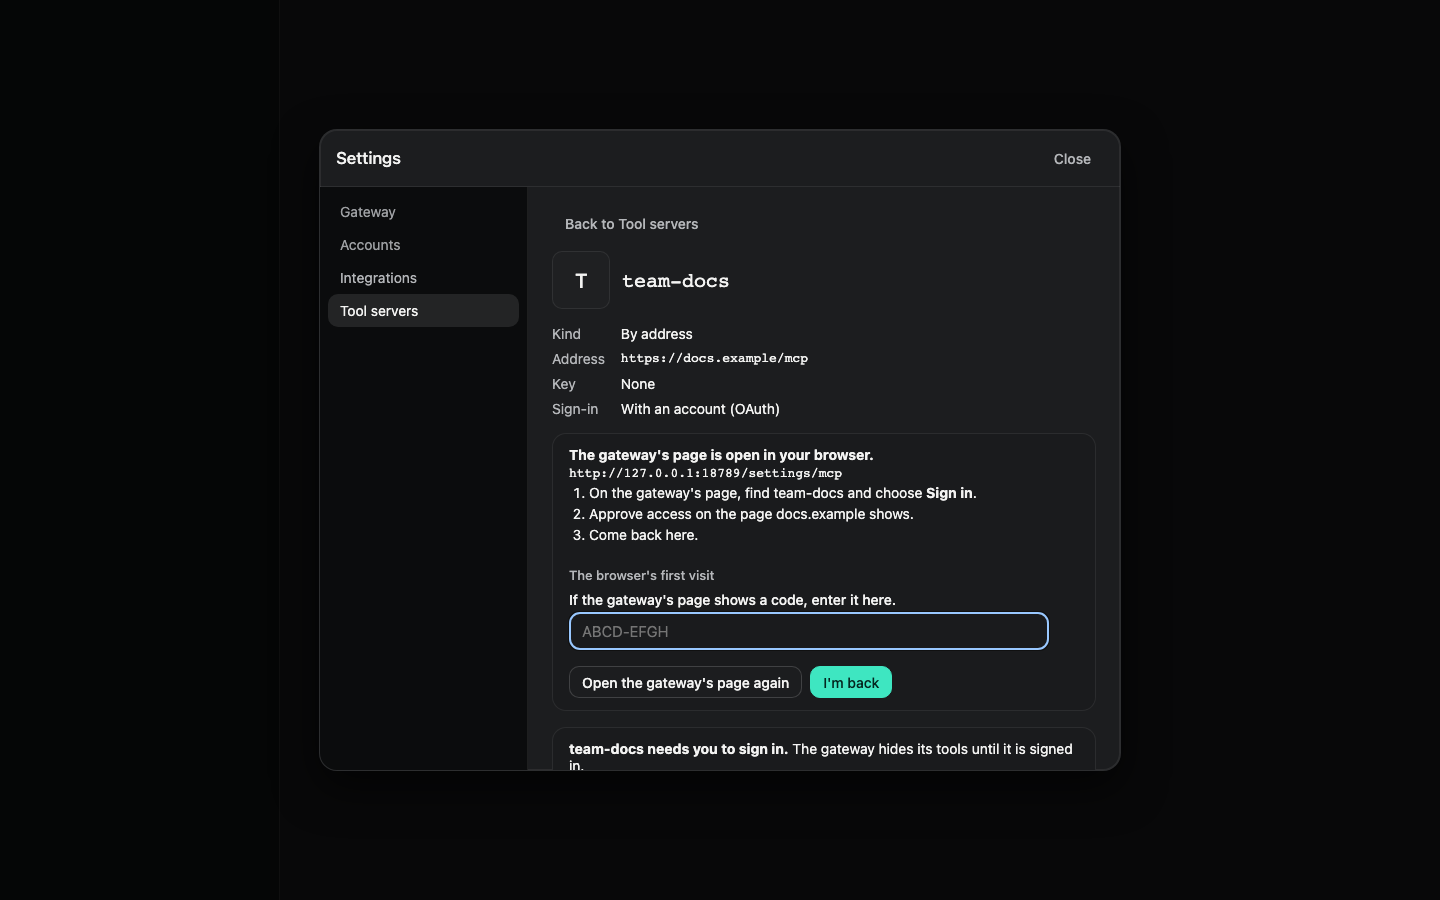 Settings
Close
Gateway
Accounts
Integrations
Tool servers
Back to Tool servers
T
team-docs
Kind By address
Address https://docs.example/mcp
Key None
Sign-in With an account (OAuth)
The gateway's page is open in your browser.
http://127.0.0.1:18789/settings/mcp
1. On the gateway's page, find team-docs and choose Sign in.
2. Approve access on the page docs.example shows.
3. Come back here.
The browser's first visit
If the gateway's page shows a code, enter it here.
ABCD-EFGH
Open the gateway's page again
I'm back
team-docs needs you to sign in. The gateway hides its tools until it is signed
in.